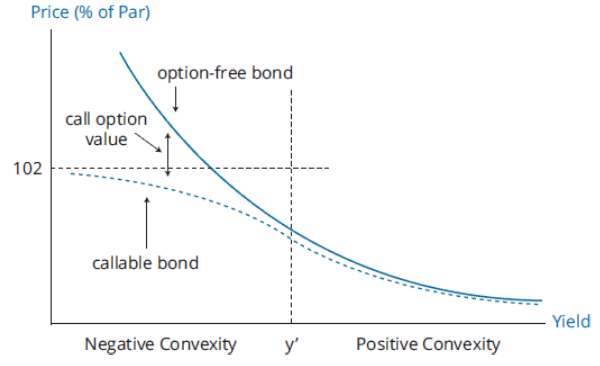 Price (% of Par)
option-free bond
call option
value
102
callable bond
Yield
Negative Convexity
y’
Positive Convexity